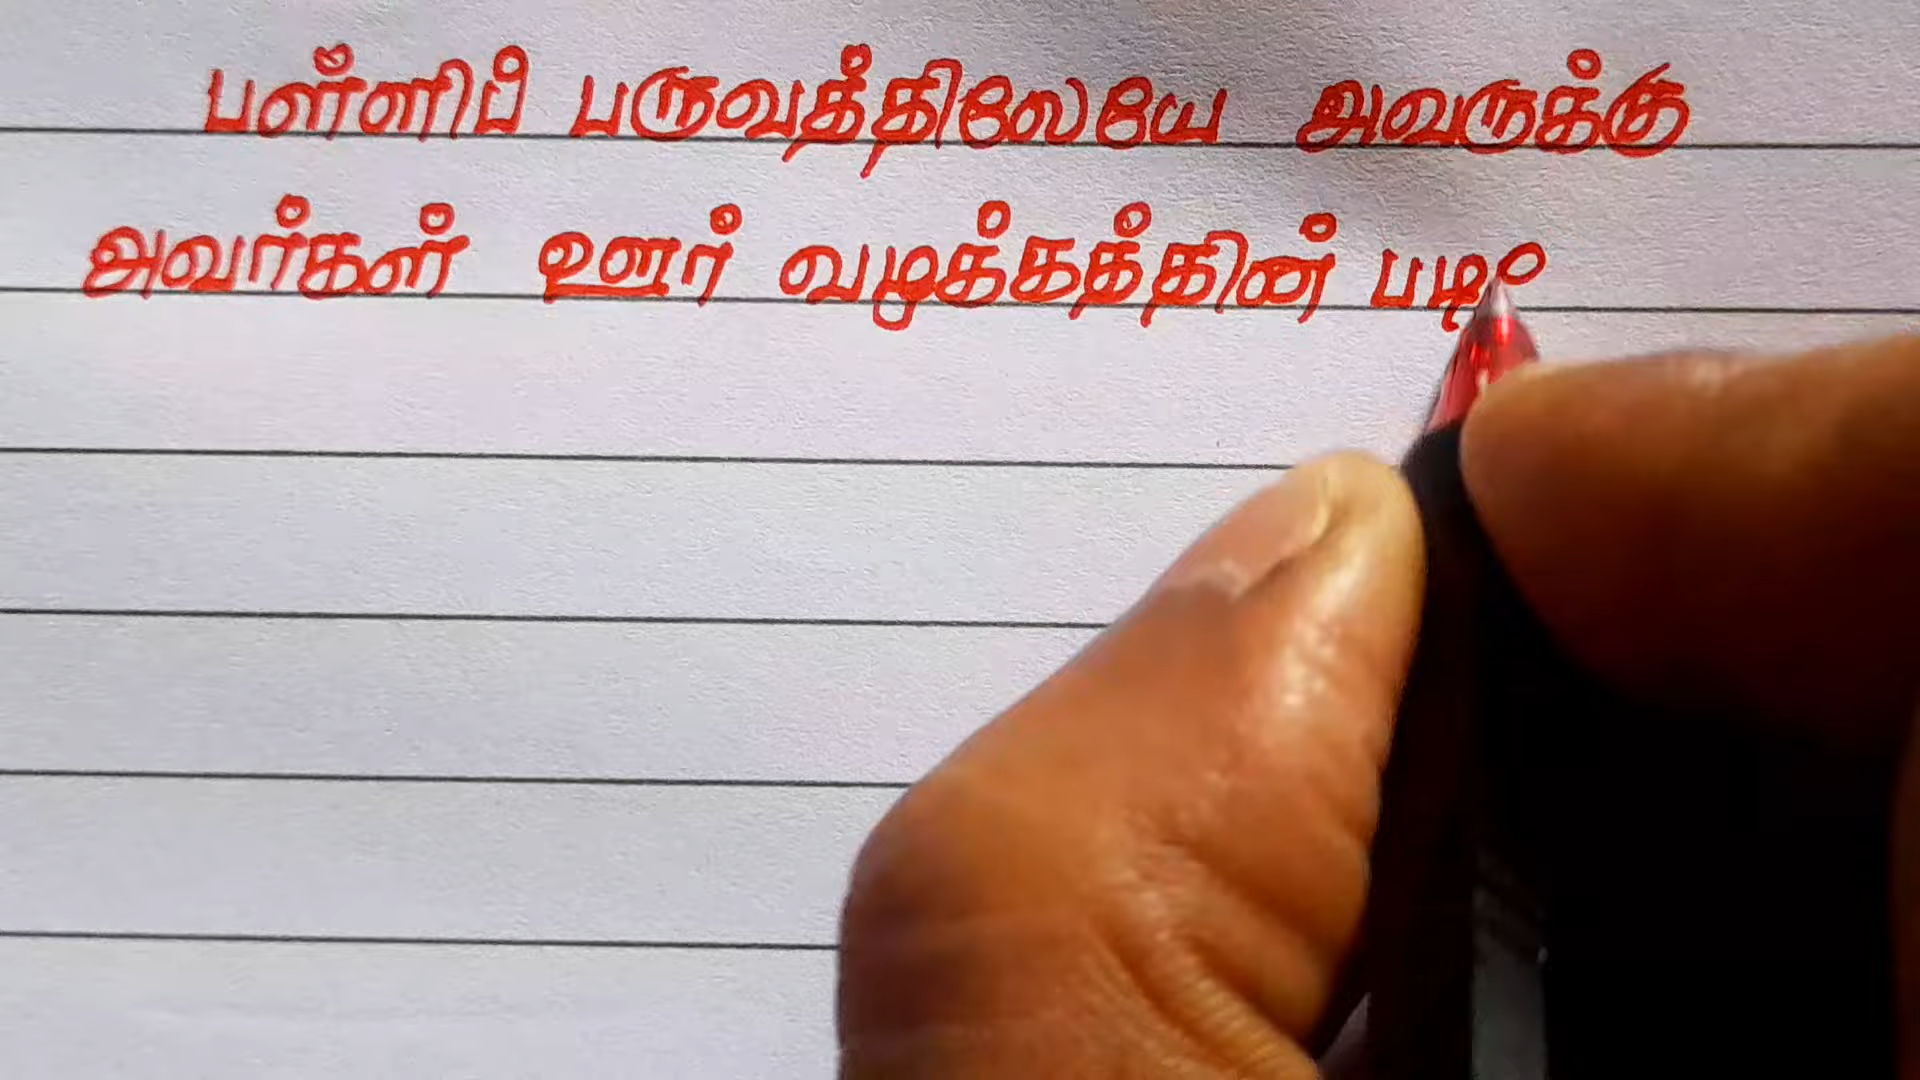 பள்ளிப் பருவத்திலேயே அவருக்கு
அவர்கள் ஊர் வழக்கத்தின் படி